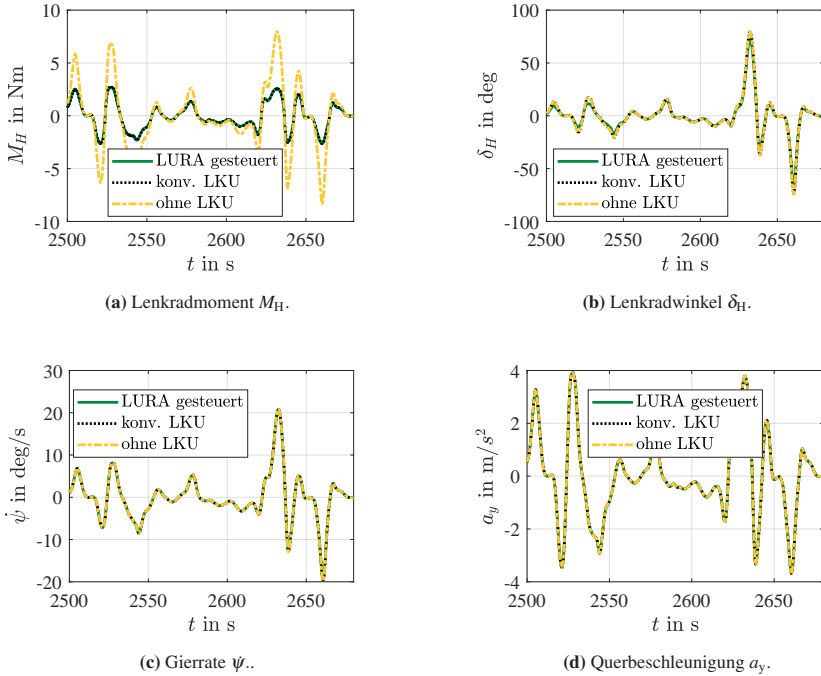 10
5
0
-5
-10
M_H in Nm
LURA gesteuert
konv. LKU
ohne LKU
2500 2550 2600 2650
t in s
(a) Lenkradmoment M_H.
100
50
0
-50
-100
δ_H in deg
LURA gesteuert
konv. LKU
ohne LKU
2500 2550 2600 2650
t in s
(b) Lenkradwinkel δ_H.
30
20
10
0
-10
-20
ψ̇ in deg/s
LURA gesteuert
konv. LKU
ohne LKU
2500 2550 2600 2650
t in s
(c) Gierrate ψ̇..
4
2
0
-2
-4
a_y in m/s²
LURA gesteuert
konv. LKU
ohne LKU
2500 2550 2600 2650
t in s
(d) Querbeschleunigung a_y.